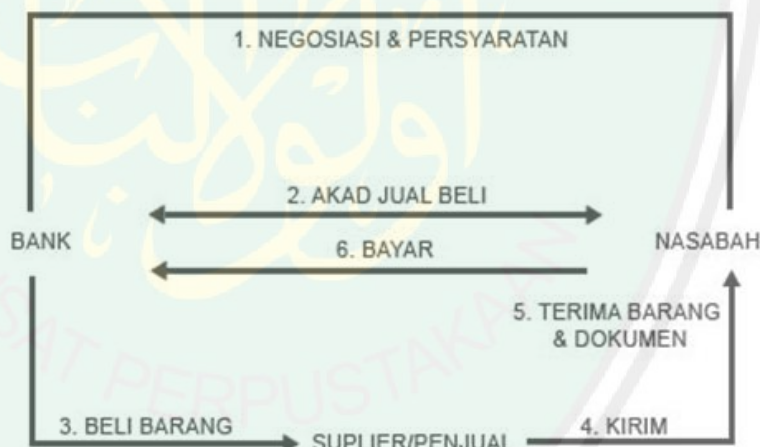 1. NEGOSIASI & PERSYARATAN
2. AKAD JUAL BELI
BANK
NASABAH
6. BAYAR
5. TERIMA BARANG
& DOKUMEN
3. BELI BARANG
SUPLIER/PENJUAL
4. KIRIM
PERPUSTAKAAN